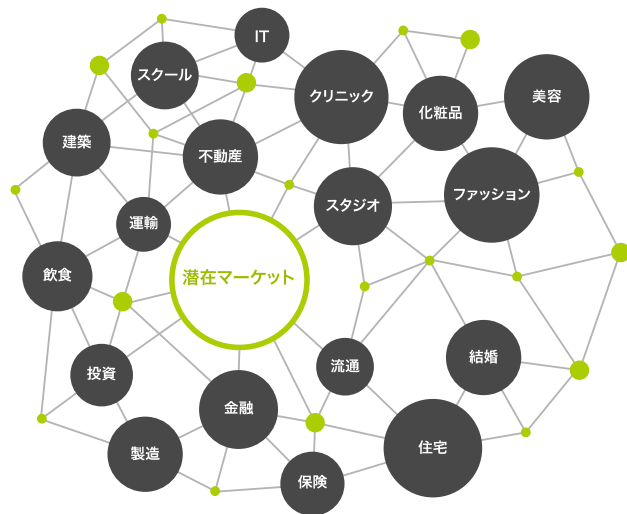 IT
スクール
クリニック
美容
化粧品
建築
不動産
ファッション
スタジオ
運輸
飲食
潜在マーケット
流通
結婚
投資
金融
住宅
製造
保険